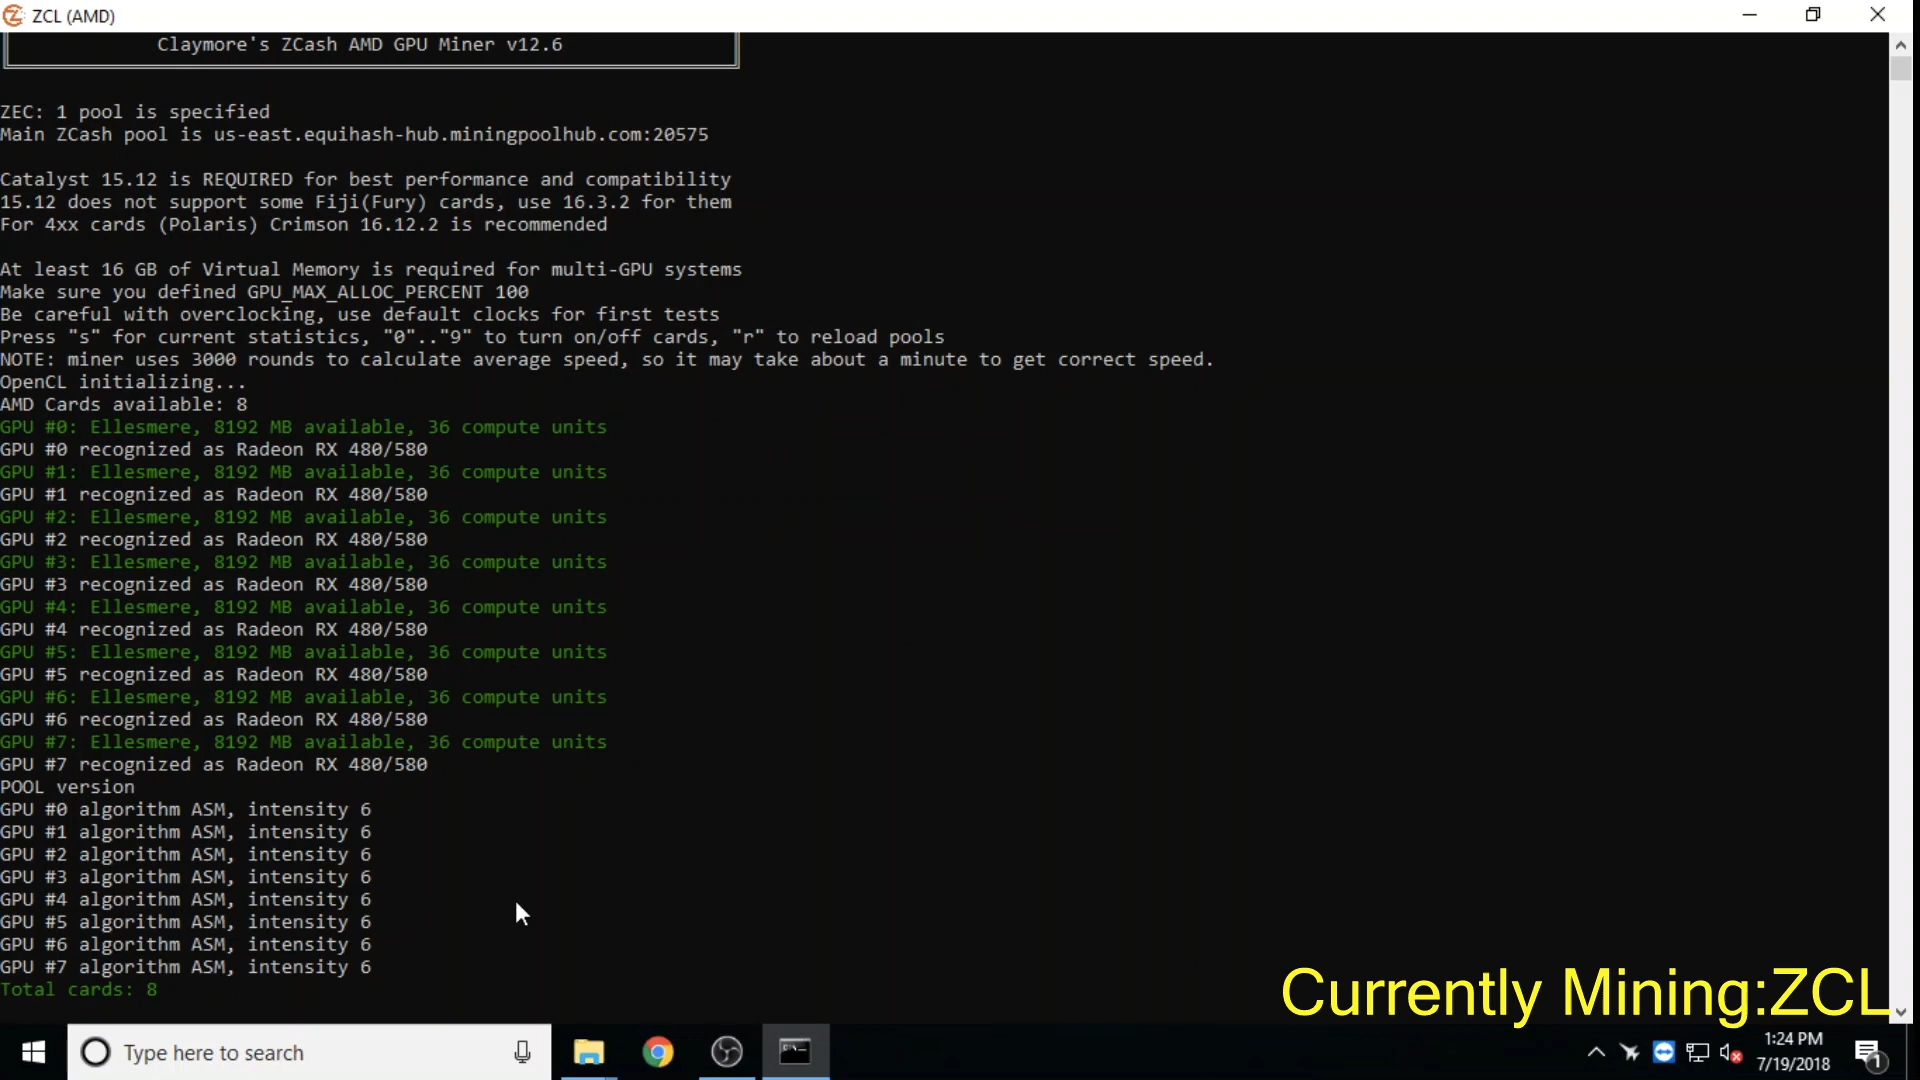 ZCL (AMD)
Claymore's ZCash AMD GPU Miner v12.6
ZEC: 1 pool is specified
Main ZCash pool is us-east.equihash-hub.miningpoolhub.com:20575
Catalyst 15.12 is REQUIRED for best performance and compatibility
15.12 does not support some Fiji(Fury) cards, use 16.3.2 for them
For 4xx cards (Polaris) Crimson 16.12.2 is recommended
At least 16 GB of Virtual Memory is required for multi-GPU systems
Make sure you defined GPU_MAX_ALLOC_PERCENT 100
Be careful with overclocking, use default clocks for first tests
Press "s" for current statistics, "0".."9" to turn on/off cards, "r" to reload pools
NOTE: miner uses 3000 rounds to calculate average speed, so it may take about a minute to get correct speed.
OpenCL initializing...
AMD Cards available: 8
GPU #0: Ellesmere, 8192 MB available, 36 compute units
GPU #0 recognized as Radeon RX 480/580
GPU #1: Ellesmere, 8192 MB available, 36 compute units
GPU #1 recognized as Radeon RX 480/580
GPU #2: Ellesmere, 8192 MB available, 36 compute units
GPU #2 recognized as Radeon RX 480/580
GPU #3: Ellesmere, 8192 MB available, 36 compute units
GPU #3 recognized as Radeon RX 480/580
GPU #4: Ellesmere, 8192 MB available, 36 compute units
GPU #4 recognized as Radeon RX 480/580
GPU #5: Ellesmere, 8192 MB available, 36 compute units
GPU #5 recognized as Radeon RX 480/580
GPU #6: Ellesmere, 8192 MB available, 36 compute units
GPU #6 recognized as Radeon RX 480/580
GPU #7: Ellesmere, 8192 MB available, 36 compute units
GPU #7 recognized as Radeon RX 480/580
POOL version
GPU #0 algorithm ASM, intensity 6
GPU #1 algorithm ASM, intensity 6
GPU #2 algorithm ASM, intensity 6
GPU #3 algorithm ASM, intensity 6
GPU #4 algorithm ASM, intensity 6
GPU #5 algorithm ASM, intensity 6
GPU #6 algorithm ASM, intensity 6
GPU #7 algorithm ASM, intensity 6
Total cards: 8
Currently Mining:ZCL
Type here to search
1:24 PM
7/19/2018
1